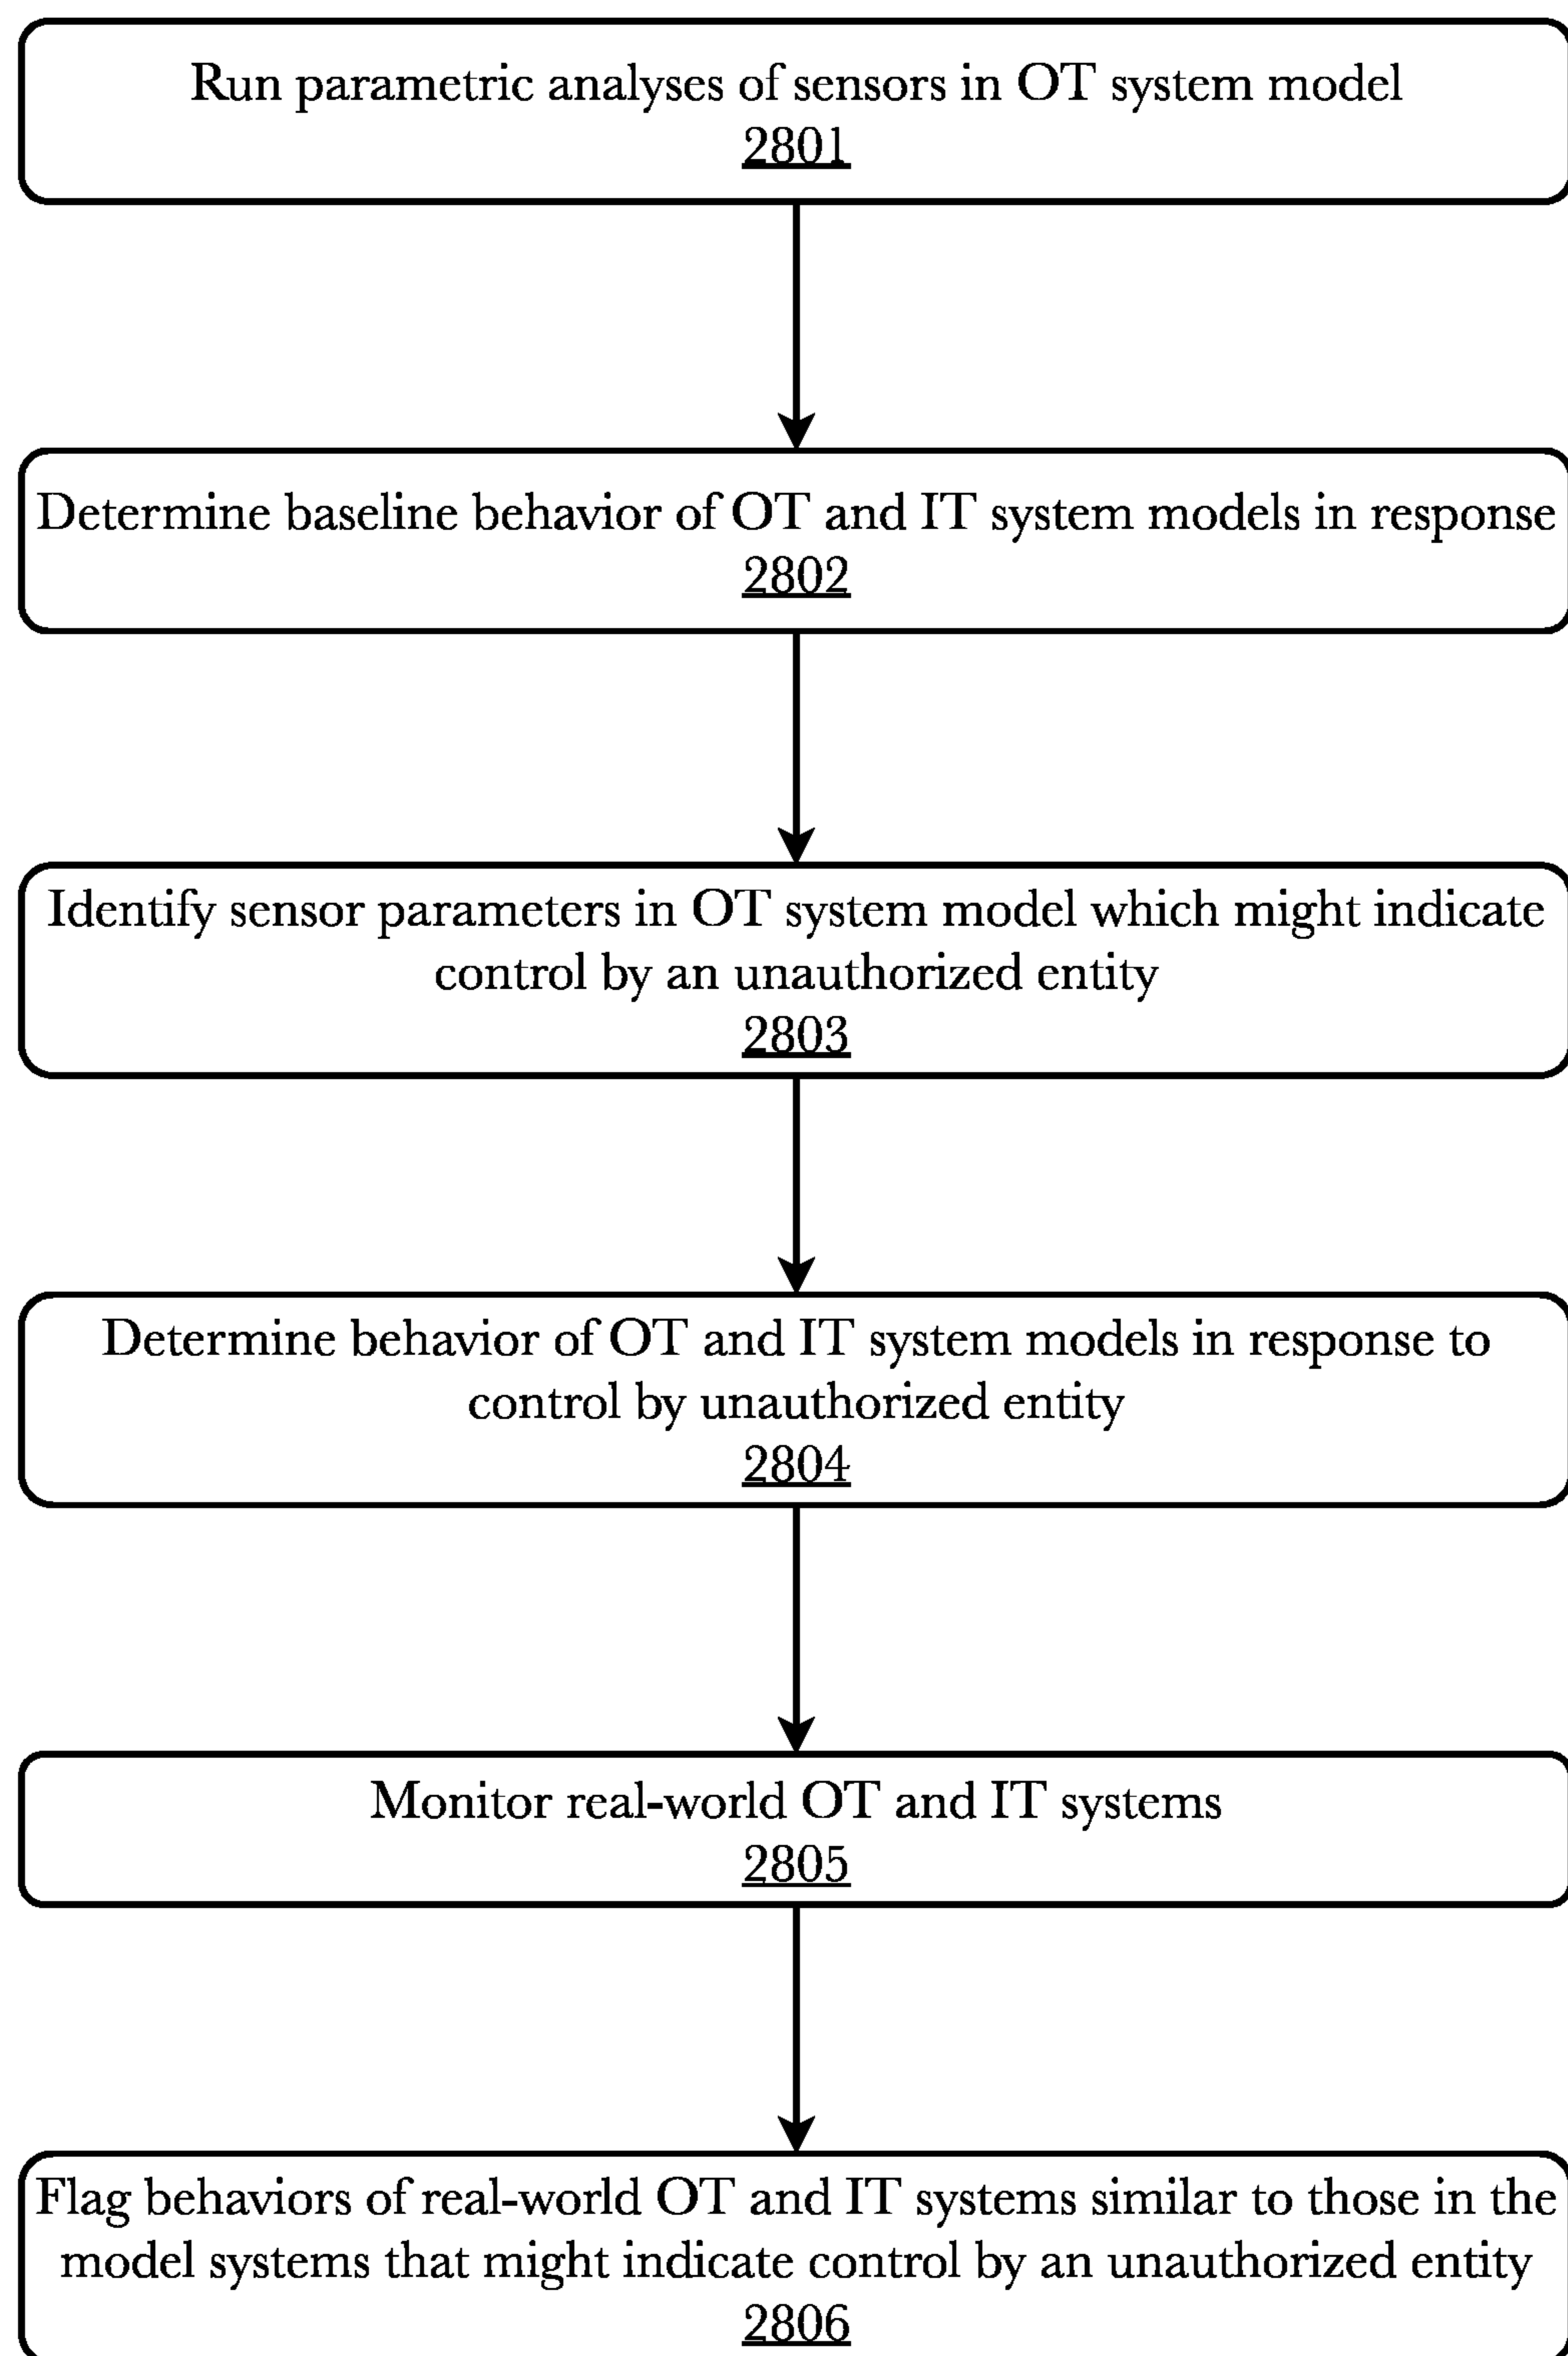 Run parametric analyses of sensors in OT system model
2801
Determine baseline behavior of OT and IT system models in response
2802
Identify sensor parameters in OT system model which might indicate
control by an unauthorized entity
2803
Determine behavior of OT and IT system models in response to
control by unauthorized entity
2804
Monitor real-world OT and IT systems
2805
Flag behaviors of real-world OT and IT systems similar to those in the
model systems that might indicate control by an unauthorized entity
2806